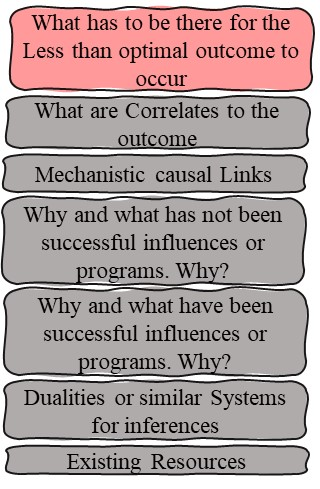 What has to be there for the
Less than optimal outcome to
occur
What are Correlates to the
outcome
Mechanistic causal Links
Why and what has not been
successful influences or
programs. Why?
Why and what have been
successful influences or
programs. Why?
Dualities or similar Systems
for inferences
Existing Resources